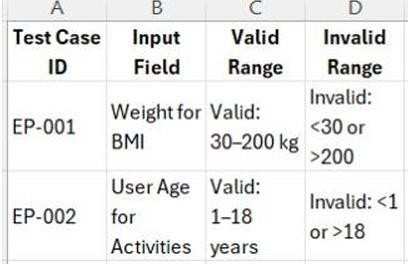 A B C D
Test Case ID Input Field Valid Range Invalid Range
EP-001 Weight for BMI Valid: 30–200 kg Invalid: <30 or >200
EP-002 User Age for Activities Valid: 1–18 years Invalid: <1 or >18